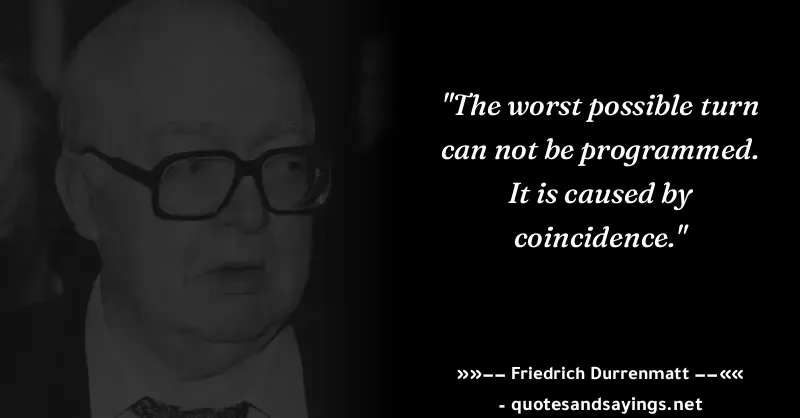 "The worst possible turn
can not be programmed.
It is caused by
coincidence."
»»−− Friedrich Durrenmatt −−««
- quotesandsayings.net